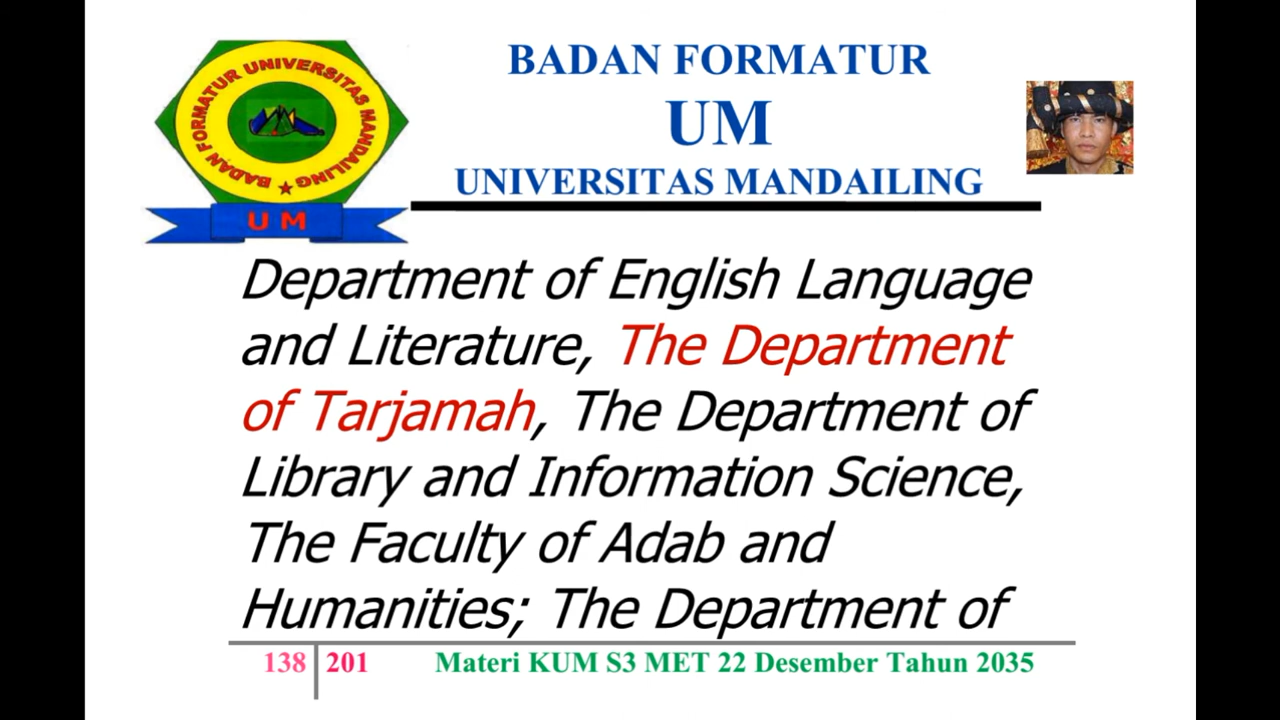 BADAN FORMATUR UNIVERSITAS MANDAILING
U M
BADAN FORMATUR
UM
UNIVERSITAS MANDAILING
Department of English Language
and Literature, The Department
of Tarjamah, The Department of
Library and Information Science,
The Faculty of Adab and
Humanities; The Department of
138 201 Materi KUM S3 MET 22 Desember Tahun 2035